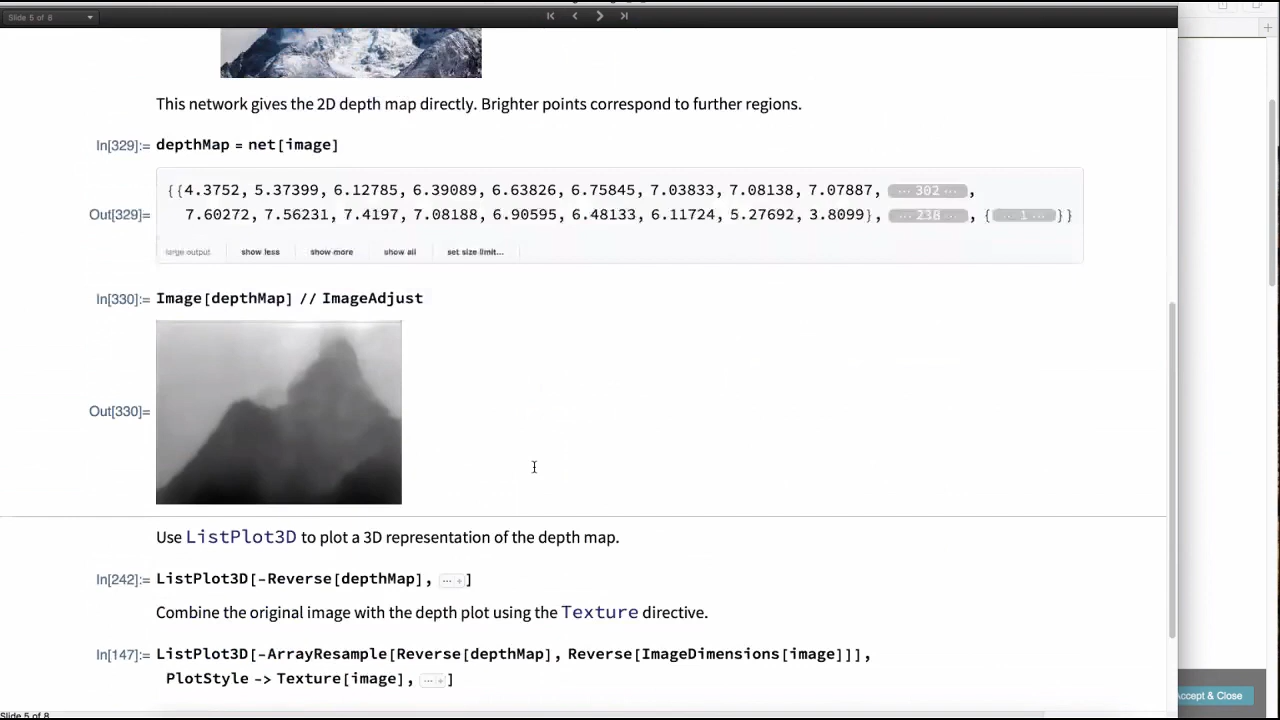 Slide 5 of 8
This network gives the 2D depth map directly. Brighter points correspond to further regions.
In[329]:= depthMap = net[image]
{{4.3752, 5.37399, 6.12785, 6.39089, 6.63826, 6.75845, 7.03833, 7.08138, 7.07887, ··· 302 ··· ,
Out[329]= 7.60272, 7.56231, 7.4197, 7.08188, 6.90595, 6.48133, 6.11724, 5.27692, 3.8099}, ··· 238 ··· , { ··· 1 ··· }}
large output show less show more show all set size limit...
In[330]:= Image[depthMap] // ImageAdjust
Out[330]=
Use ListPlot3D to plot a 3D representation of the depth map.
In[242]:= ListPlot3D[-Reverse[depthMap], ··· + ]
Combine the original image with the depth plot using the Texture directive.
In[147]:= ListPlot3D[-ArrayResample[Reverse[depthMap], Reverse[ImageDimensions[image]]],
PlotStyle -> Texture[image], ··· + ]
Accept & Close
Slide 5 of 8